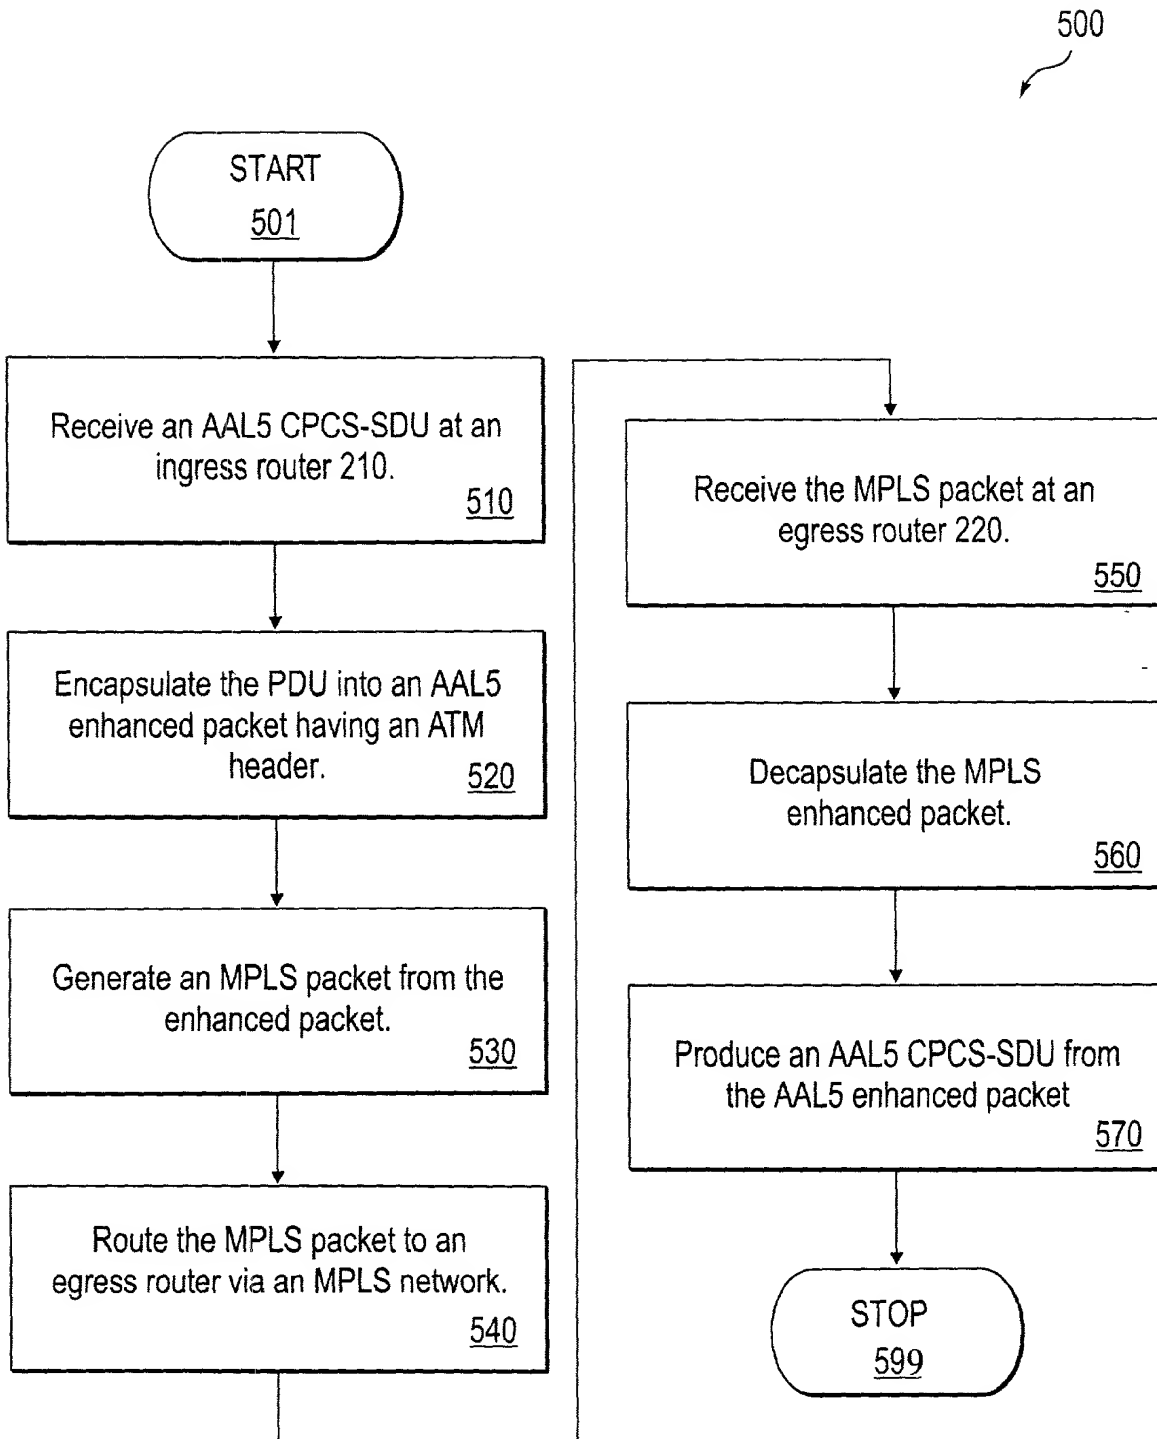 500
START
501
Receive an AAL5 CPCS-SDU at an
ingress router 210.
510
Encapsulate the PDU into an AAL5
enhanced packet having an ATM
header.
520
Generate an MPLS packet from the
enhanced packet.
530
Route the MPLS packet to an
egress router via an MPLS network.
540
Receive the MPLS packet at an
egress router 220.
550
Decapsulate the MPLS
enhanced packet.
560
Produce an AAL5 CPCS-SDU from
the AAL5 enhanced packet
570
STOP
599